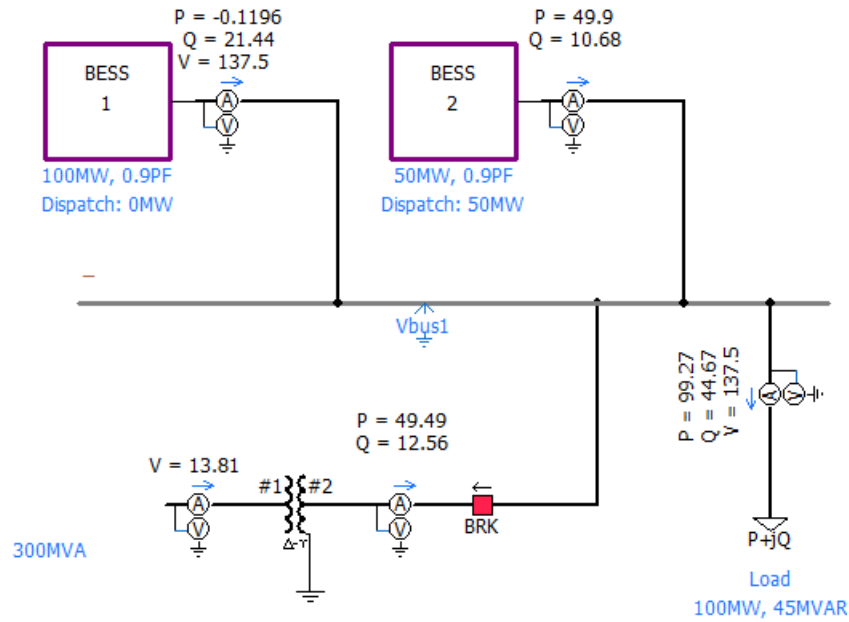 P = -0.1196
Q = 21.44
V = 137.5
P = 49.9
Q = 10.68
BESS
1
A
V
BESS
2
A
V
100MW, 0.9PF
Dispatch: 0MW
50MW, 0.9PF
Dispatch: 50MW
Vbus1
P = 99.27
Q = 44.67
V = 137.5
A
V
P = 49.49
Q = 12.56
V = 13.81
#1
#2
A
V
A
V
BRK
Δ-Y
300MVA
P+jQ
Load
100MW, 45MVAR